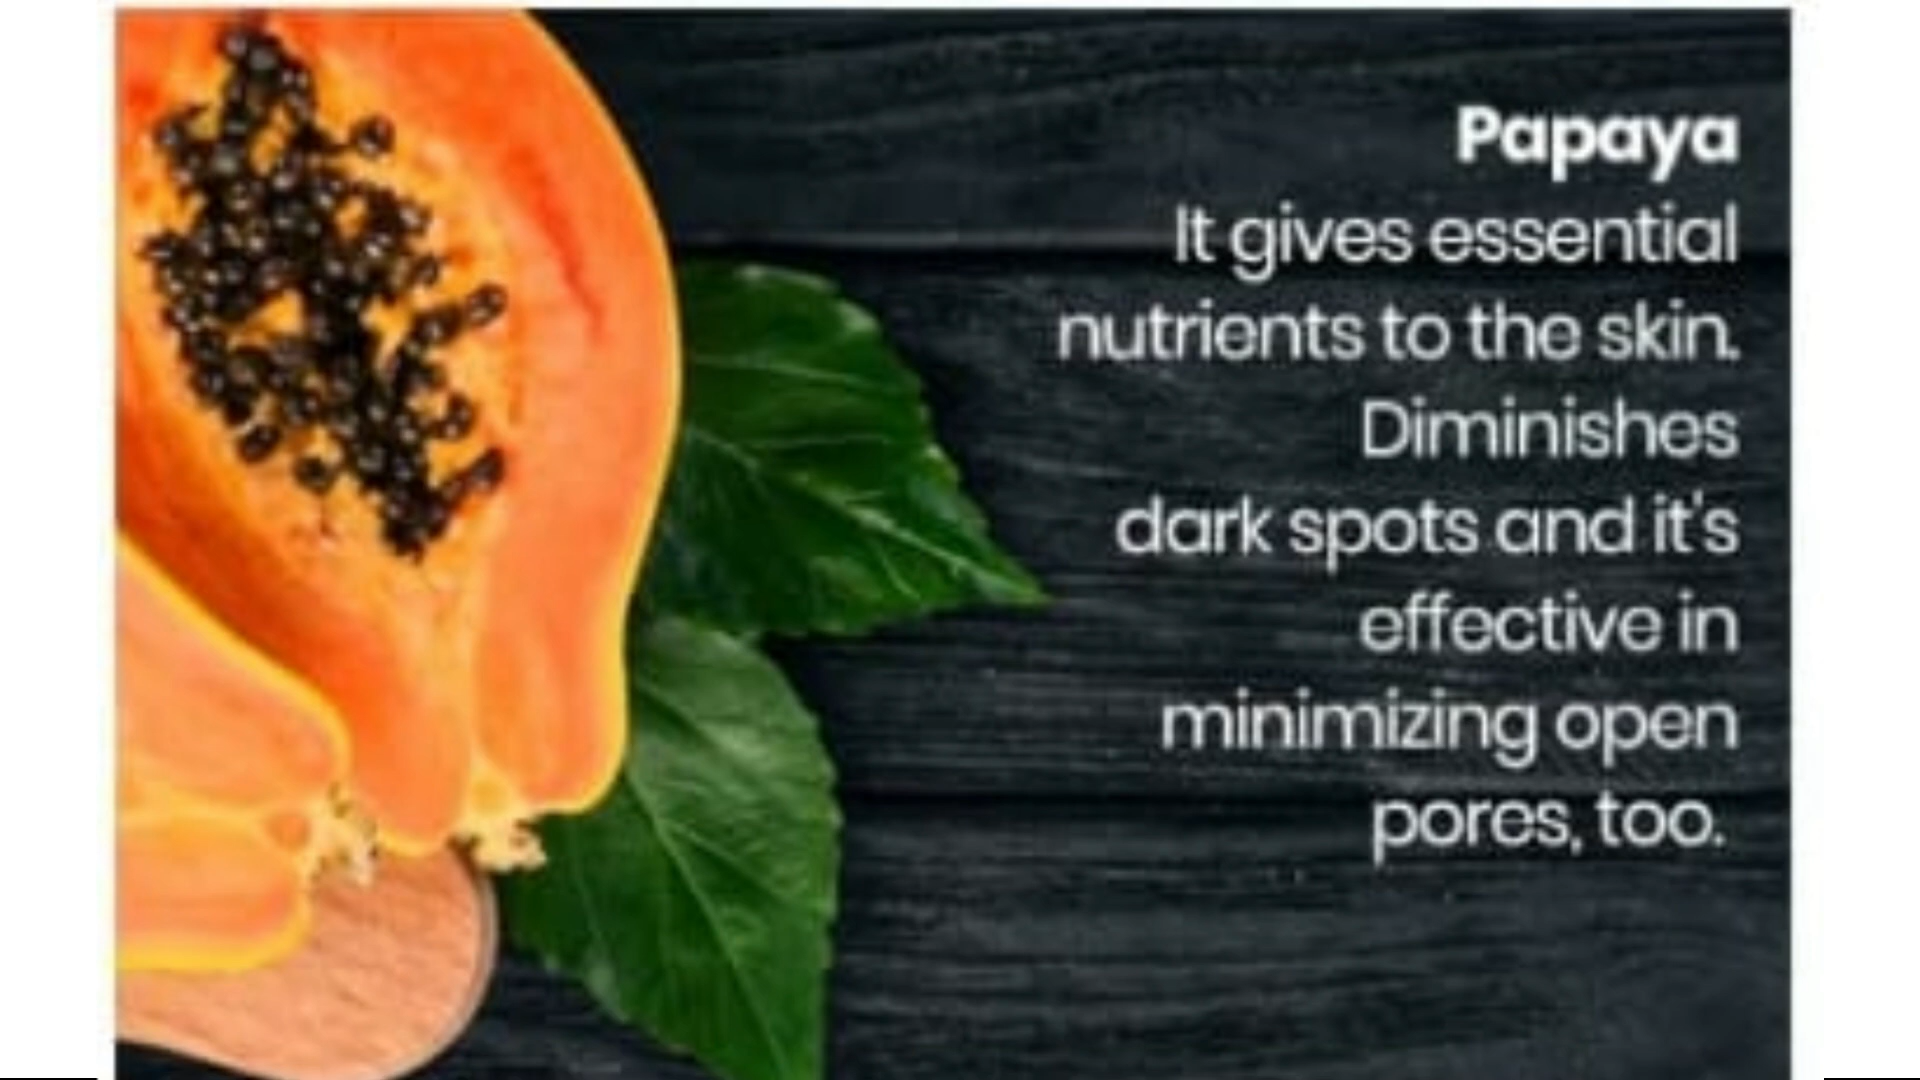 Papaya
It gives essential
nutrients to the skin.
Diminishes
dark spots and it's
effective in
minimizing open
pores, too.